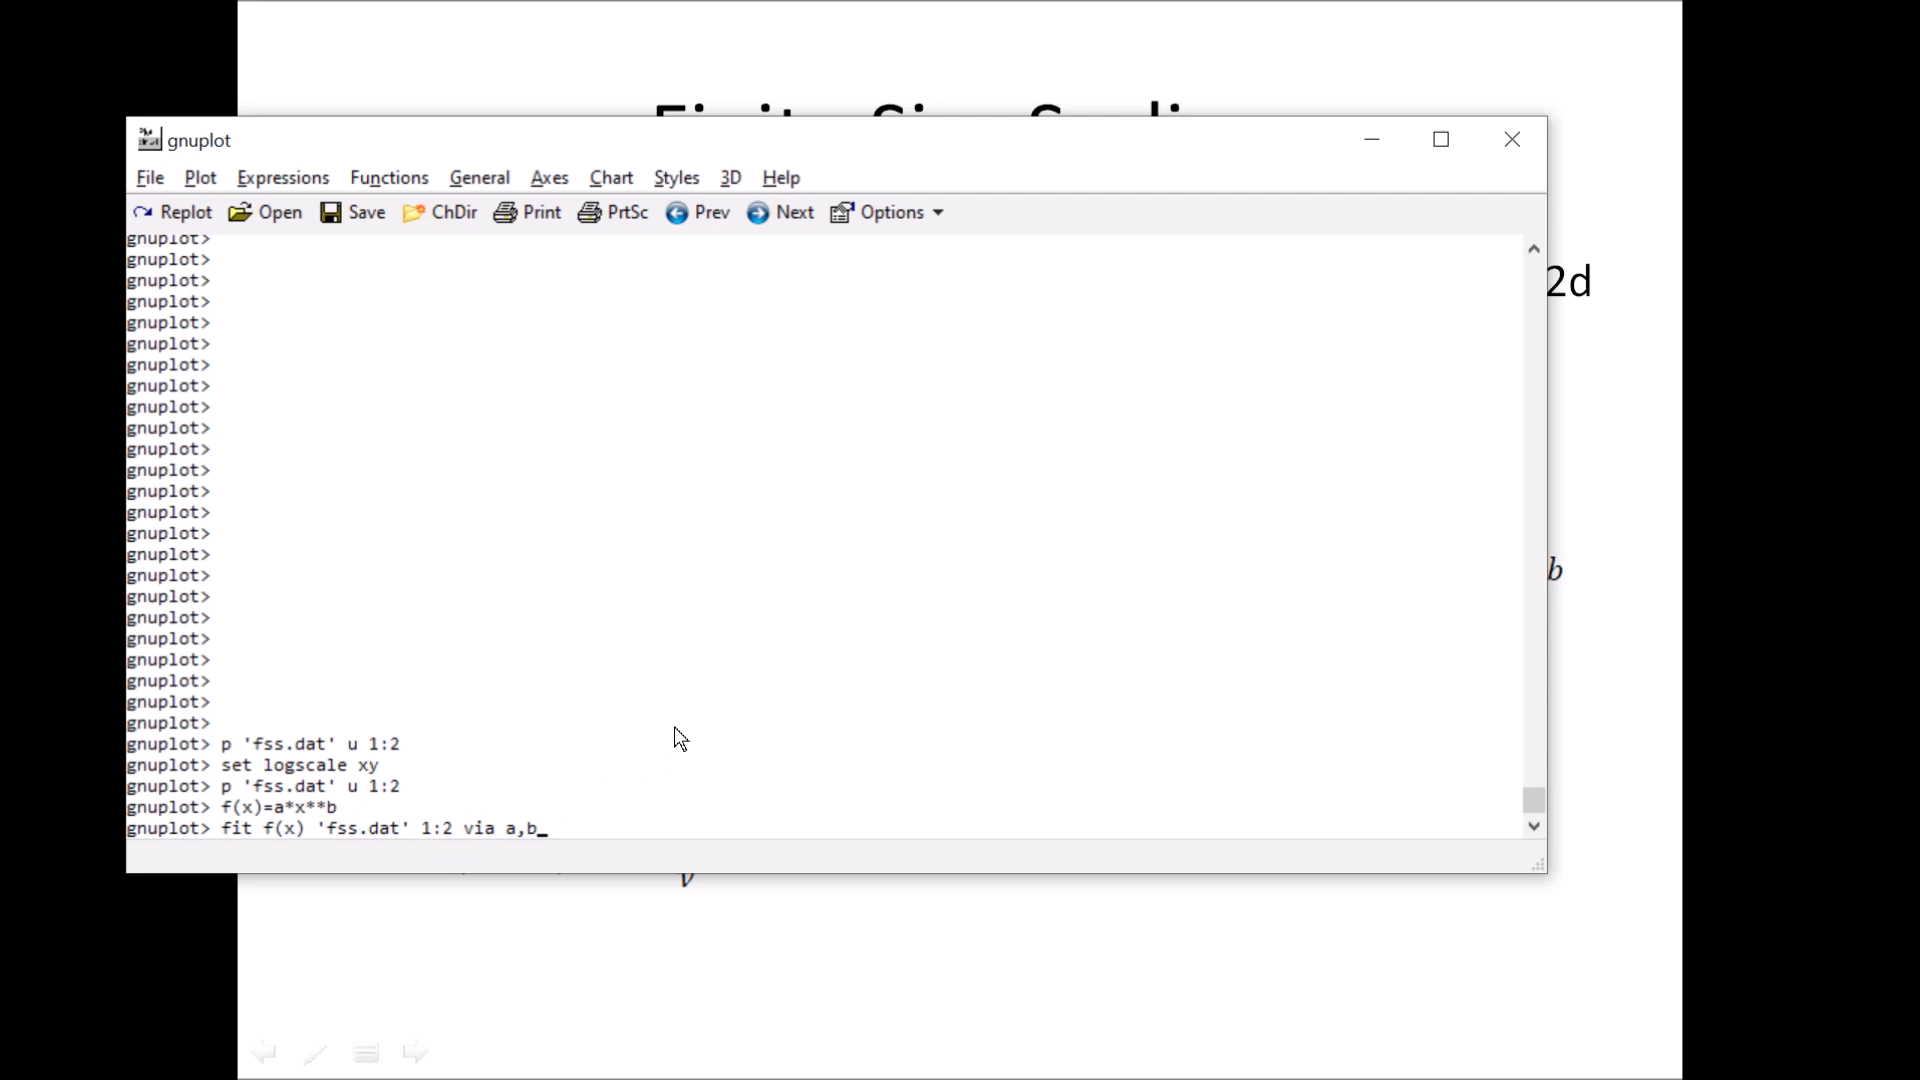 gnuplot
File Plot Expressions Functions General Axes Chart Styles 3D Help
Replot Open Save ChDir Print PrtSc Prev Next Options
gnuplot>
gnuplot>
gnuplot>
2d
gnuplot>
gnuplot>
gnuplot>
gnuplot>
gnuplot>
gnuplot>
gnuplot>
gnuplot>
gnuplot>
gnuplot>
gnuplot>
gnuplot>
gnuplot>
gnuplot>
b
gnuplot>
gnuplot>
gnuplot>
gnuplot>
gnuplot>
gnuplot>
gnuplot>
gnuplot> p 'fss.dat' u 1:2
gnuplot> set logscale xy
gnuplot> p 'fss.dat' u 1:2
gnuplot> f(x)=a*x**b
gnuplot> fit f(x) 'fss.dat' 1:2 via a,b_